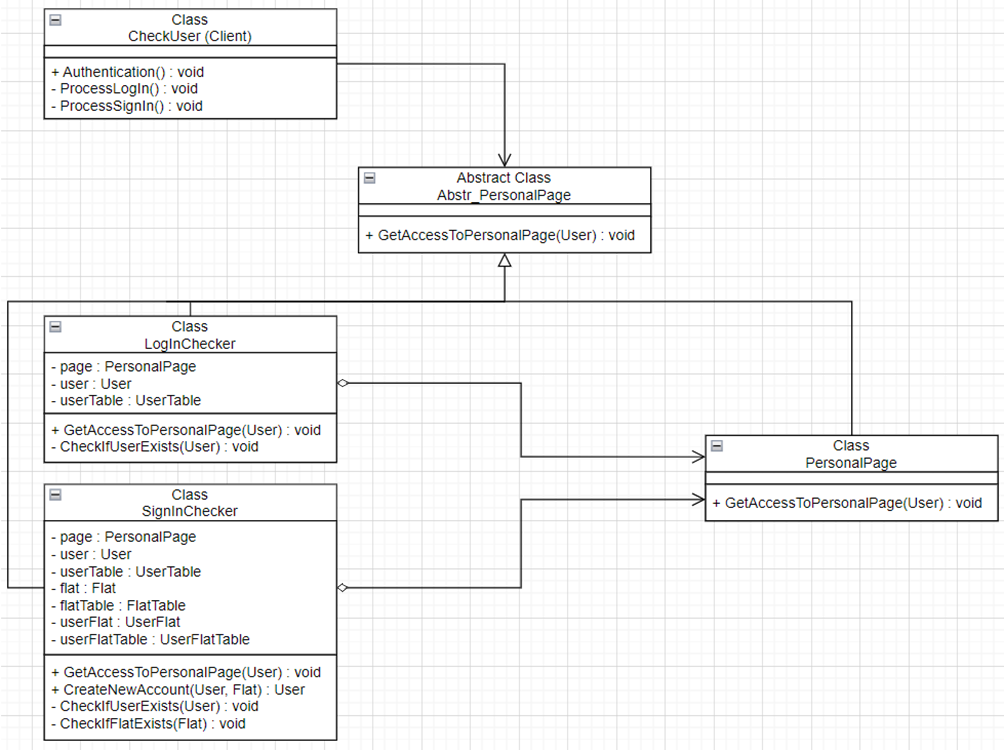 Class
CheckUser (Client)
+ Authentication() : void
- ProcessLogIn() : void
- ProcessSignIn() : void
Abstract Class
Abstr_PersonalPage
+ GetAccessToPersonalPage(User) : void
Class
LogInChecker
- page : PersonalPage
- user : User
- userTable : UserTable
+ GetAccessToPersonalPage(User) : void
- CheckIfUserExists(User) : void
Class
PersonalPage
+ GetAccessToPersonalPage(User) : void
Class
SignInChecker
- page : PersonalPage
- user : User
- userTable : UserTable
- flat : Flat
- flatTable : FlatTable
- userFlat : UserFlat
- userFlatTable : UserFlatTable
+ GetAccessToPersonalPage(User) : void
+ CreateNewAccount(User, Flat) : User
- CheckIfUserExists(User) : void
- CheckIfFlatExists(Flat) : void